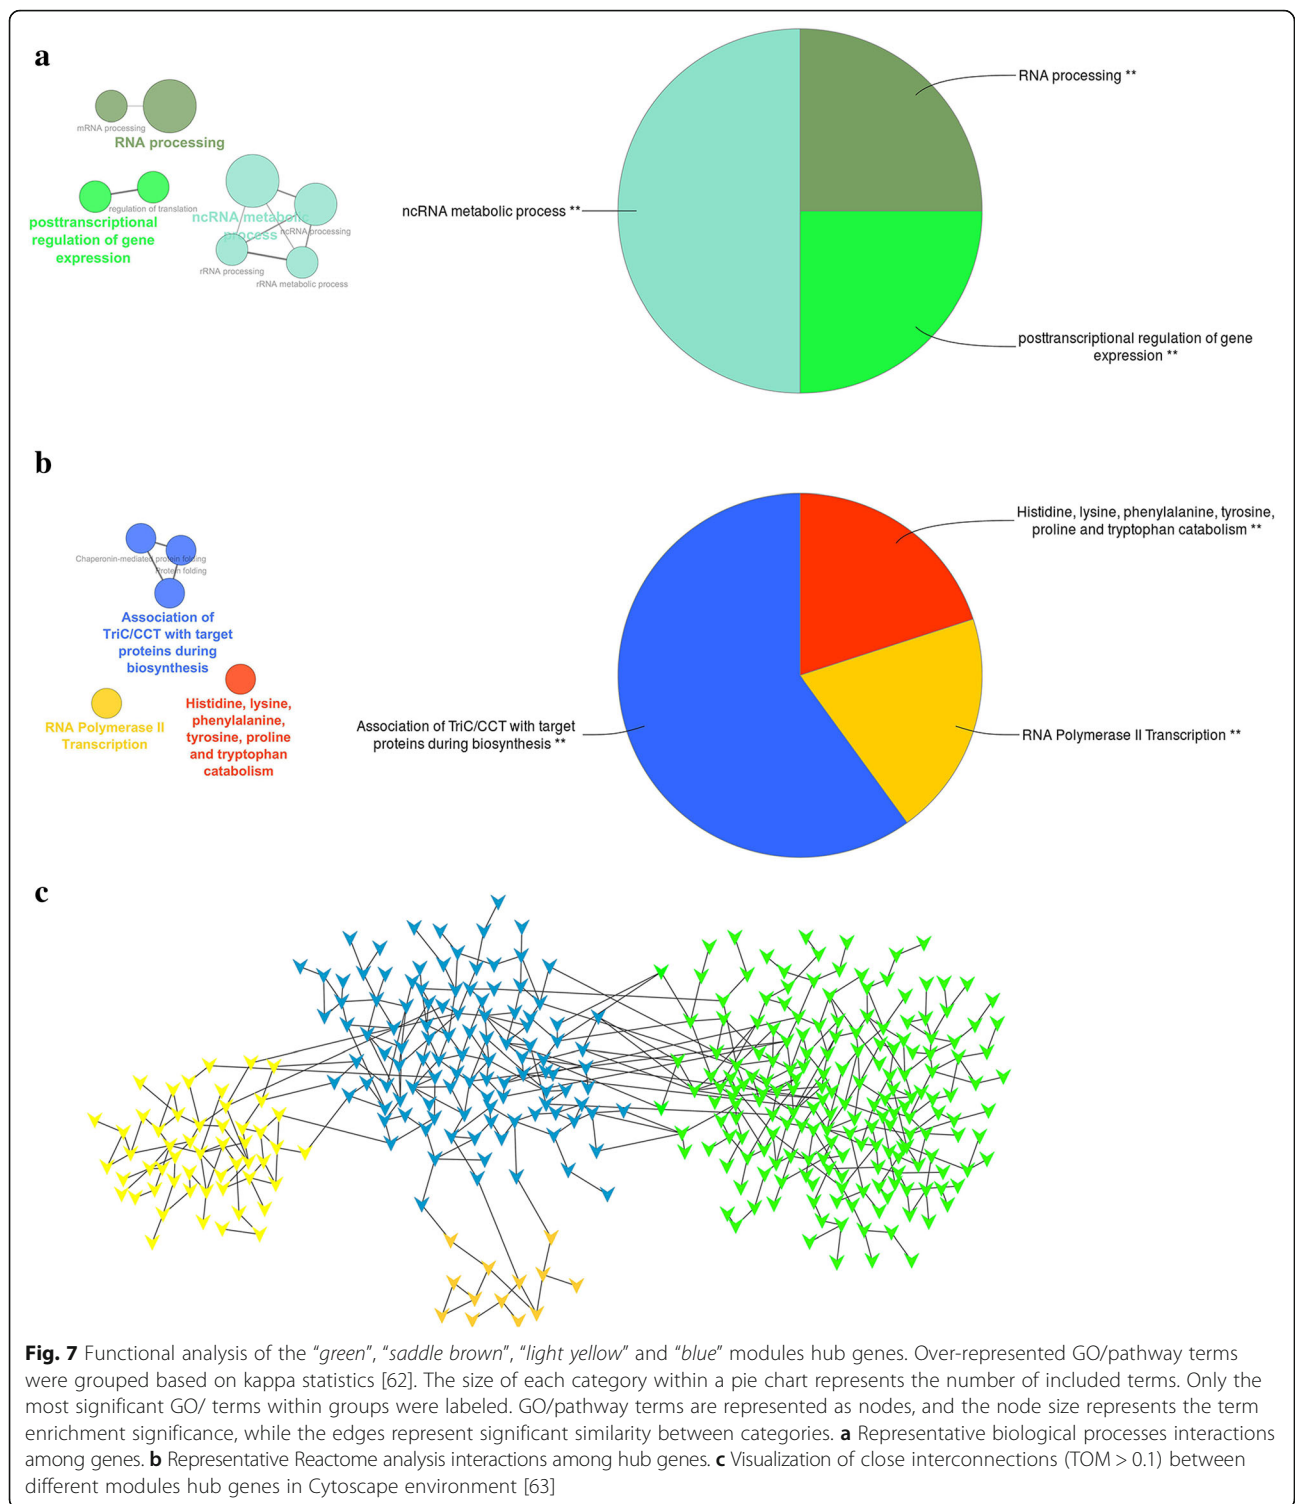 a
mRNA processing
RNA processing
regulation of translation
posttranscriptional
regulation of gene
expression
ncRNA metabolic
process
ncRNA processing
rRNA processing
rRNA metabolic process
RNA processing **
ncRNA metabolic process **
posttranscriptional regulation of gene
expression **
b
Chaperonin-mediated protein folding
Protein folding
Association of
TriC/CCT with target
proteins during
biosynthesis
RNA Polymerase II
Transcription
Histidine, lysine,
phenylalanine,
tyrosine, proline
and tryptophan
catabolism
Histidine, lysine, phenylalanine, tyrosine,
proline and tryptophan catabolism **
Association of TriC/CCT with target
proteins during biosynthesis **
RNA Polymerase II Transcription **
c
Fig. 7 Functional analysis of the “green”, “saddle brown”, “light yellow” and “blue” modules hub genes. Over-represented GO/pathway terms
were grouped based on kappa statistics [62]. The size of each category within a pie chart represents the number of included terms. Only the
most significant GO/ terms within groups were labeled. GO/pathway terms are represented as nodes, and the node size represents the term
enrichment significance, while the edges represent significant similarity between categories. a Representative biological processes interactions
among genes. b Representative Reactome analysis interactions among hub genes. c Visualization of close interconnections (TOM > 0.1) between
different modules hub genes in Cytoscape environment [63]